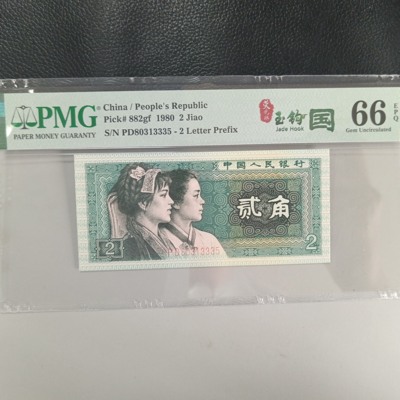 PMG
PAPER MONEY GUARANTY
China / People's Republic
Pick# 882gf 1980 2 Jiao
S/N PD80313335 - 2 Letter Prefix
玉钩国
Jade Hook
66 EPQ
Gem Uncirculated
中国人民银行
贰角
2
2
PD80313335